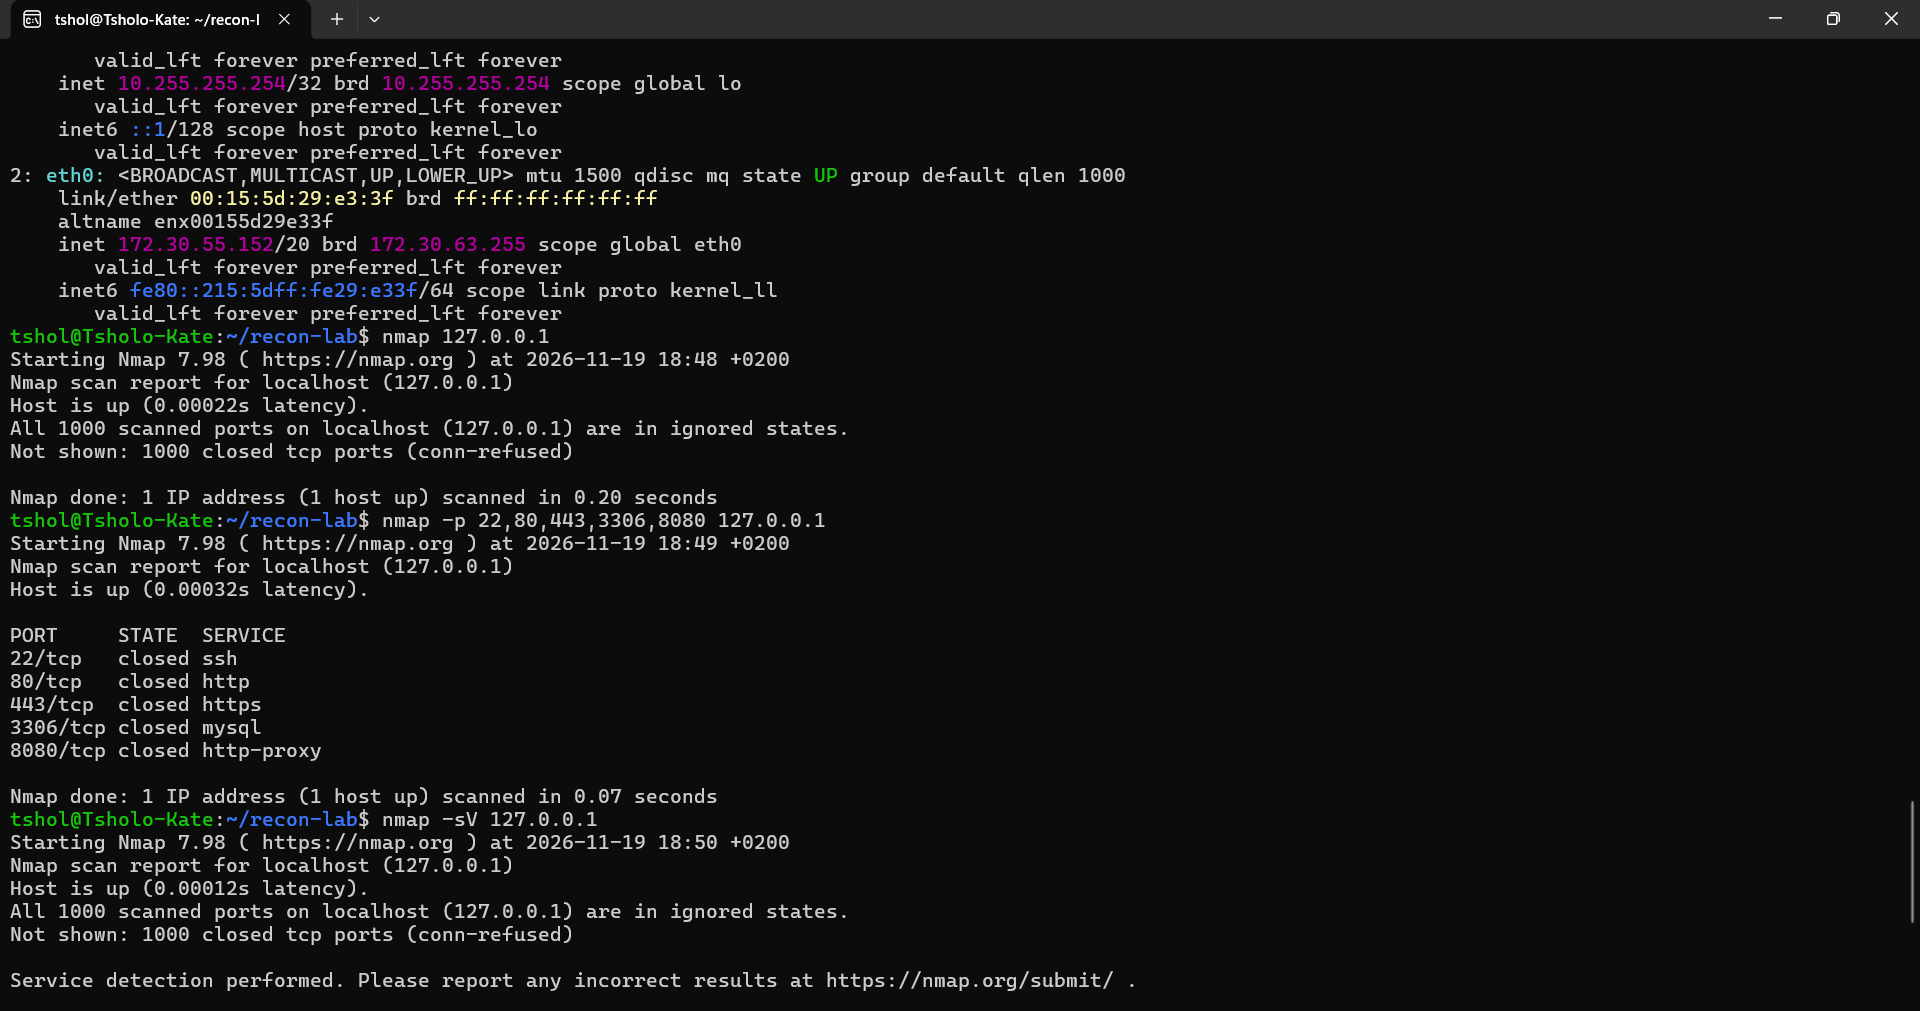 tshol@Tsholo-Kate: ~/recon-l
valid_lft forever preferred_lft forever
inet 10.255.255.254/32 brd 10.255.255.254 scope global lo
valid_lft forever preferred_lft forever
inet6 ::1/128 scope host proto kernel_lo
valid_lft forever preferred_lft forever
2: eth0: <BROADCAST,MULTICAST,UP,LOWER_UP> mtu 1500 qdisc mq state UP group default qlen 1000
link/ether 00:15:5d:29:e3:3f brd ff:ff:ff:ff:ff:ff
altname enx00155d29e33f
inet 172.30.55.152/20 brd 172.30.63.255 scope global eth0
valid_lft forever preferred_lft forever
inet6 fe80::215:5dff:fe29:e33f/64 scope link proto kernel_ll
valid_lft forever preferred_lft forever
tshol@Tsholo-Kate:~/recon-lab$ nmap 127.0.0.1
Starting Nmap 7.98 ( https://nmap.org ) at 2026-11-19 18:48 +0200
Nmap scan report for localhost (127.0.0.1)
Host is up (0.00022s latency).
All 1000 scanned ports on localhost (127.0.0.1) are in ignored states.
Not shown: 1000 closed tcp ports (conn-refused)
Nmap done: 1 IP address (1 host up) scanned in 0.20 seconds
tshol@Tsholo-Kate:~/recon-lab$ nmap -p 22,80,443,3306,8080 127.0.0.1
Starting Nmap 7.98 ( https://nmap.org ) at 2026-11-19 18:49 +0200
Nmap scan report for localhost (127.0.0.1)
Host is up (0.00032s latency).
PORT     STATE  SERVICE
22/tcp   closed ssh
80/tcp   closed http
443/tcp  closed https
3306/tcp closed mysql
8080/tcp closed http-proxy
Nmap done: 1 IP address (1 host up) scanned in 0.07 seconds
tshol@Tsholo-Kate:~/recon-lab$ nmap -sV 127.0.0.1
Starting Nmap 7.98 ( https://nmap.org ) at 2026-11-19 18:50 +0200
Nmap scan report for localhost (127.0.0.1)
Host is up (0.00012s latency).
All 1000 scanned ports on localhost (127.0.0.1) are in ignored states.
Not shown: 1000 closed tcp ports (conn-refused)
Service detection performed. Please report any incorrect results at https://nmap.org/submit/ .